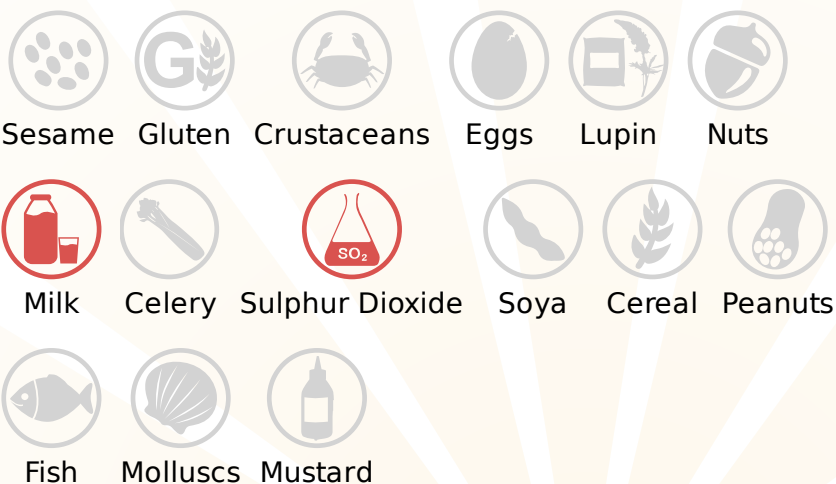 G
Sesame Gluten Crustaceans Eggs Lupin Nuts
SO₂
Milk Celery Sulphur Dioxide Soya Cereal Peanuts
Fish Molluscs Mustard